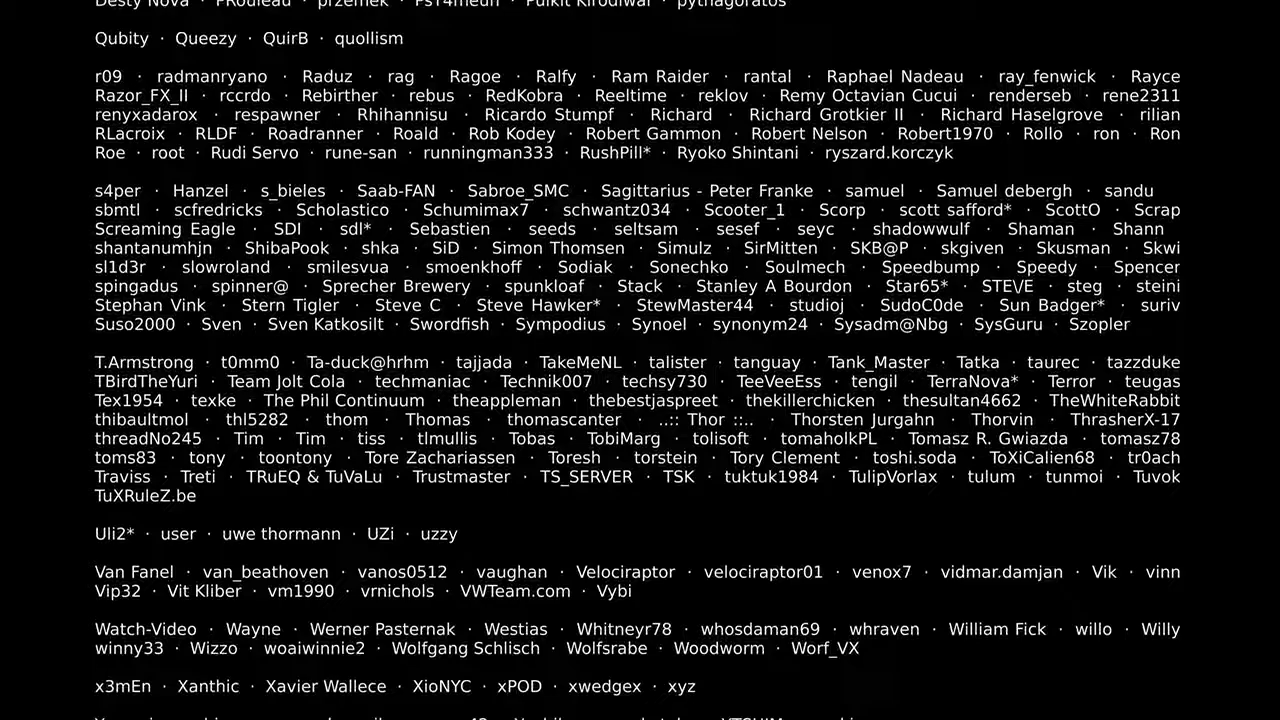 Desty Nova · PRouleau · przemek · · Pulkit Kirodiwar · pythagoratos
Qubity · Queezy · QuirB · quollism
r09 · radmanryano · Raduz · rag · Ragoe · Ralfy · Ram Raider · rantal · Raphael Nadeau · ray_fenwick · Rayce
Razor_FX_II · rccrdo · Rebirther · rebus · RedKobra · Reeltime · reklov · Remy Octavian Cucui · renderseb · rene2311
renyxadarox · respawner · Rhihannisu · Ricardo Stumpf · Richard · Richard Grotkier II · Richard Haselgrove · rilian
RLacroix · RLDF · Roadranner · Roald · Rob Kodey · Robert Gammon · Robert Nelson · Robert1970 · Rollo · ron · Ron
Roe · root · Rudi Servo · rune-san · runningman333 · RushPill* · Ryoko Shintani · ryszard.korczyk
s4per · Hanzel · s_bieles · Saab-FAN · Sabroe_SMC · Sagittarius - Peter Franke · samuel · Samuel debergh · sandu
sbmtl · scfredricks · Scholastico · Schumimax7 · schwantz034 · Scooter_1 · Scorp · scott safford* · ScottO · Scrap
Screaming Eagle · SDI · sdl* · Sebastien · seeds · seltsam · sesef · seyc · shadowwulf · Shaman · Shann
shantanumhjn · ShibaPook · shka · SiD · Simon Thomsen · Simulz · SirMitten · SKB@P · skgiven · Skusman · Skwi
sl1d3r · slowroland · smilesvua · smoenkhoff · Sodiak · Sonechko · Soulmech · Speedbump · Speedy · Spencer
spingadus · spinner@ · Sprecher Brewery · spunkloaf · Stack · Stanley A Bourdon · Star65* · STE\/E · steg · steini
Stephan Vink · Stern Tigler · Steve C · Steve Hawker* · StewMaster44 · studioj · SudoC0de · Sun Badger* · suriv
Suso2000 · Sven · Sven Katkosilt · Swordfish · Sympodius · Synoel · synonym24 · Sysadm@Nbg · SysGuru · Szopler
T.Armstrong · t0mm0 · Ta-duck@hrhm · tajjada · TakeMeNL · talister · tanguay · Tank_Master · Tatka · taurec · tazzduke
TBirdTheYuri · Team Jolt Cola · techmaniac · Technik007 · techsy730 · TeeVeeEss · tengil · TerraNova* · Terror · teugas
Tex1954 · texke · The Phil Continuum · theappleman · thebestjaspreet · thekillerchicken · thesultan4662 · TheWhiteRabbit
thibaultmol · thl5282 · thom · Thomas · thomascanter · ..:: Thor ::.. · Thorsten Jurgahn · Thorvin · ThrasherX-17
threadNo245 · Tim · Tim · tiss · tlmullis · Tobas · TobiMarg · tolisoft · tomaholkPL · Tomasz R. Gwiazda · tomasz78
toms83 · tony · toontony · Tore Zachariassen · Toresh · torstein · Tory Clement · toshi.soda · ToXiCalien68 · tr0ach
Traviss · Treti · TRuEQ & TuVaLu · Trustmaster · TS_SERVER · TSK · tuktuk1984 · TulipVorlax · tulum · tunmoi · Tuvok
TuXRuleZ.be
Uli2* · user · uwe thormann · UZi · uzzy
Van Fanel · van_beathoven · vanos0512 · vaughan · Velociraptor · velociraptor01 · venox7 · vidmar.damjan · Vik · vinn
Vip32 · Vit Kliber · vm1990 · vrnichols · VWTeam.com · Vybi
Watch-Video · Wayne · Werner Pasternak · Westias · Whitneyr78 · whosdaman69 · whraven · William Fick · willo · Willy
winny33 · Wizzo · woaiwinnie2 · Wolfgang Schlisch · Wolfsrabe · Woodworm · Worf_VX
x3mEn · Xanthic · Xavier Wallece · XioNYC · xPOD · xwedgex · xyz